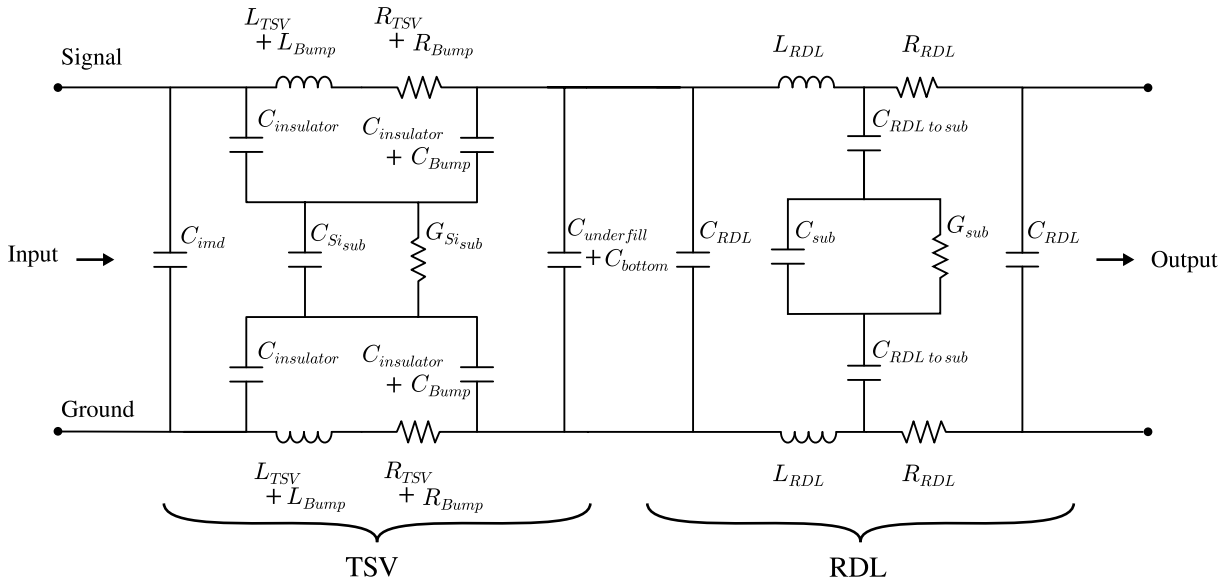 L_TSV
+ L_Bump
R_TSV
+ R_Bump
L_RDL
R_RDL
Signal
C_insulator
C_insulator
+ C_Bump
C_RDL to sub
Input
C_imd
C_Si_sub
G_Si_sub
C_underfill
+ C_bottom
C_RDL
C_sub
G_sub
C_RDL
Output
C_insulator
C_insulator
+ C_Bump
C_RDL to sub
Ground
L_TSV
+ L_Bump
R_TSV
+ R_Bump
L_RDL
R_RDL
TSV
RDL